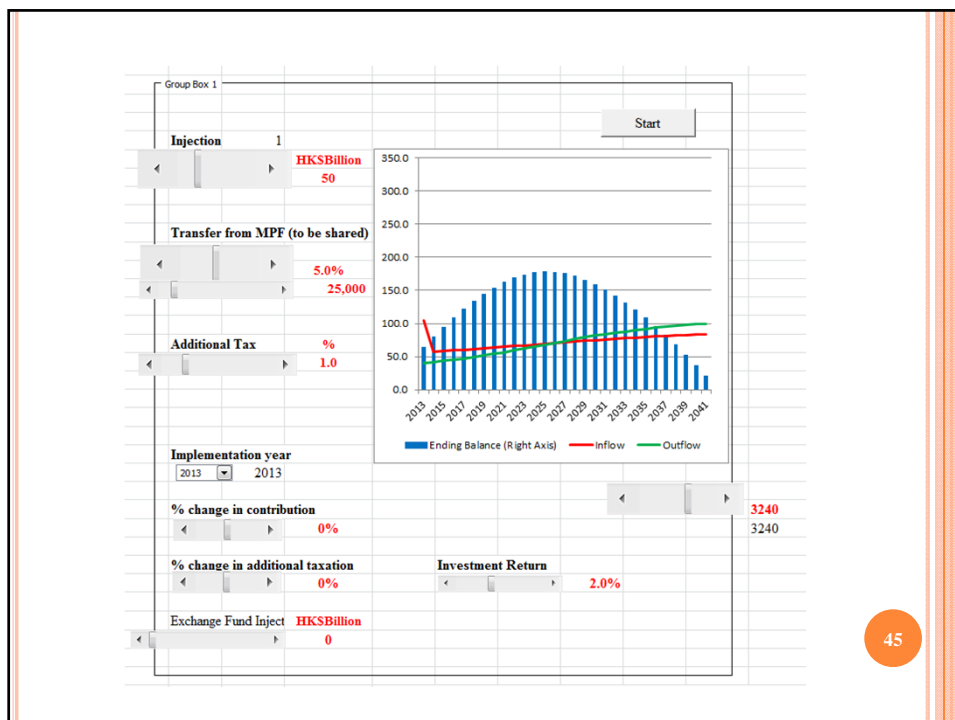 Group Box 1
Start
Injection 1
HK$Billion
50
Transfer from MPF (to be shared)
5.0%
25,000
Additional Tax %
1.0
350.0
300.0
250.0
200.0
150.0
100.0
50.0
0.0
2013 2015 2017 2019 2021 2023 2025 2027 2029 2031 2033 2035 2037 2039 2041
Ending Balance (Right Axis) Inflow Outflow
Implementation year
2013 2013
3240
3240
% change in contribution
0%
% change in additional taxation
0%
Investment Return
2.0%
Exchange Fund Inject HK$Billion
0
45